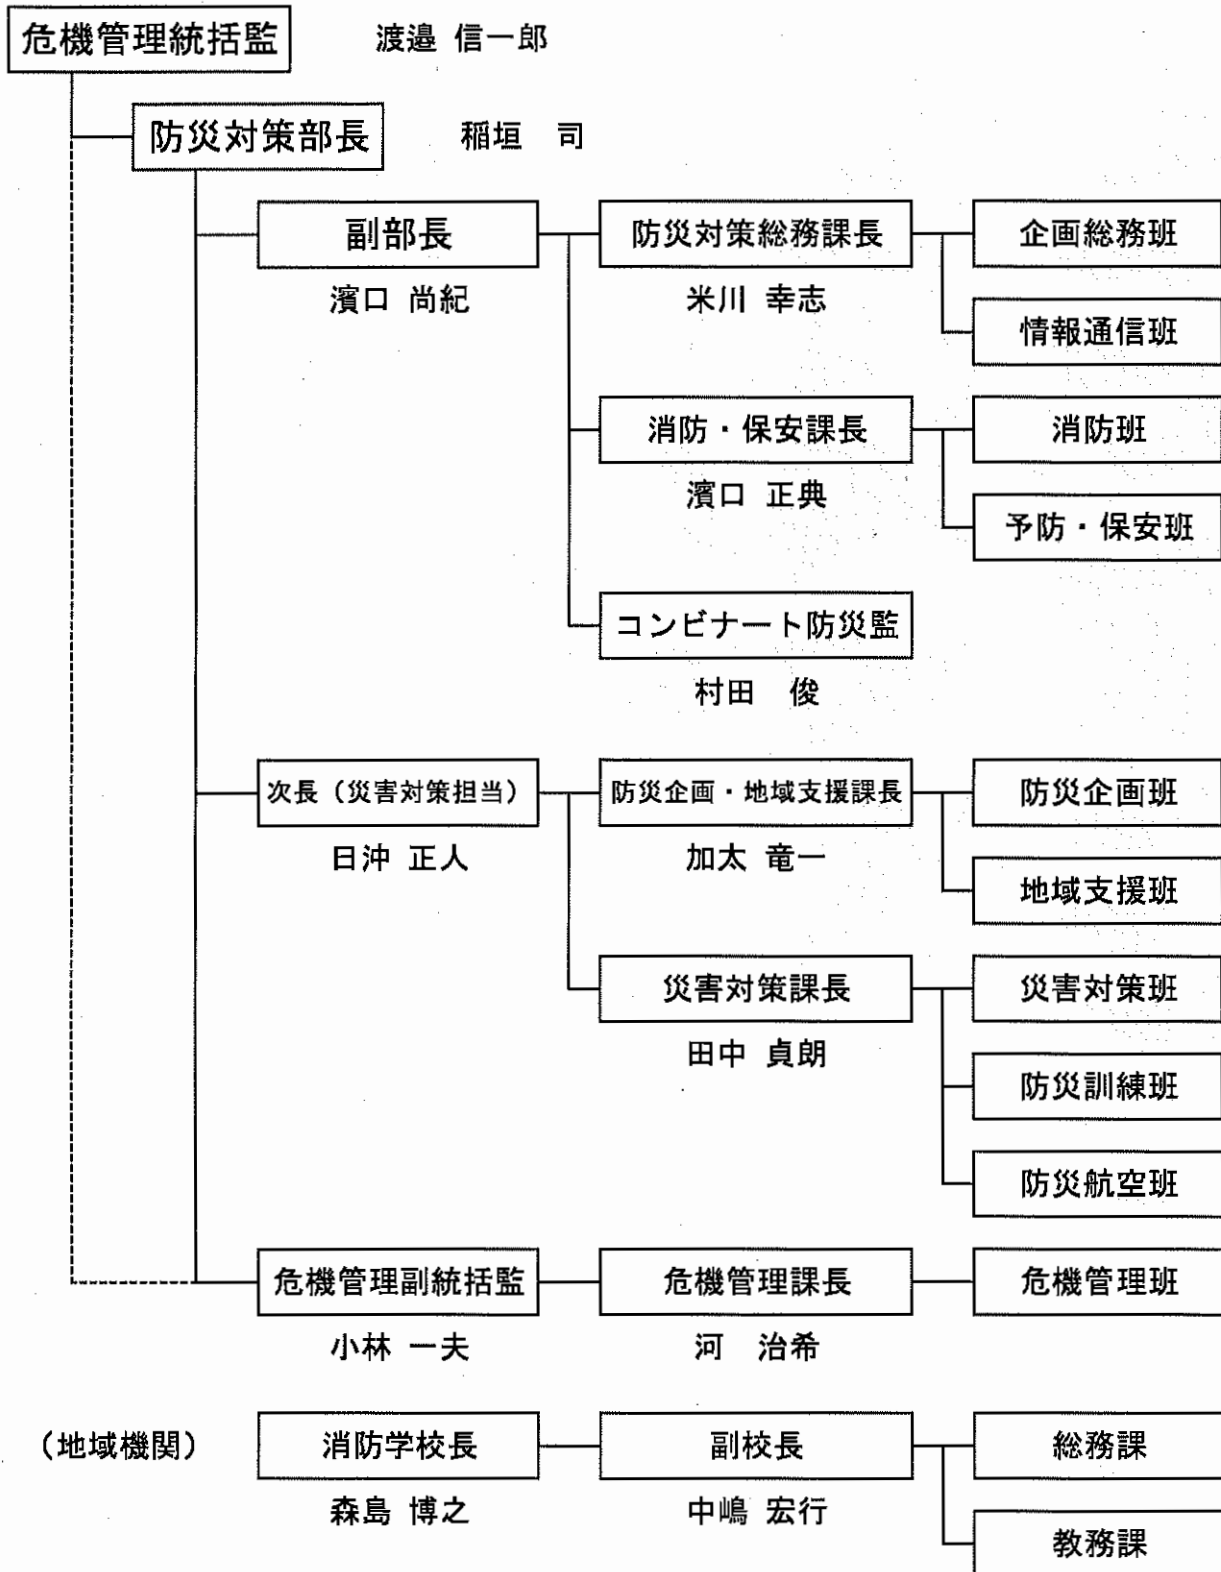 危機管理統括監 渡邉 信一郎
防災対策部長 稲垣 司
副部長 防災対策総務課長 企画総務班
濱口 尚紀 米川 幸志
情報通信班
消防・保安課長 消防班
濱口 正典
予防・保安班
コンビナート防災監
村田 俊
次長（災害対策担当） 防災企画・地域支援課長 防災企画班
日沖 正人 加太 竜一
地域支援班
災害対策課長 災害対策班
田中 貞朗
防災訓練班
防災航空班
危機管理副統括監 危機管理課長 危機管理班
小林 一夫 河 治希
（地域機関） 消防学校長 副校長 総務課
森島 博之 中嶋 宏行
教務課